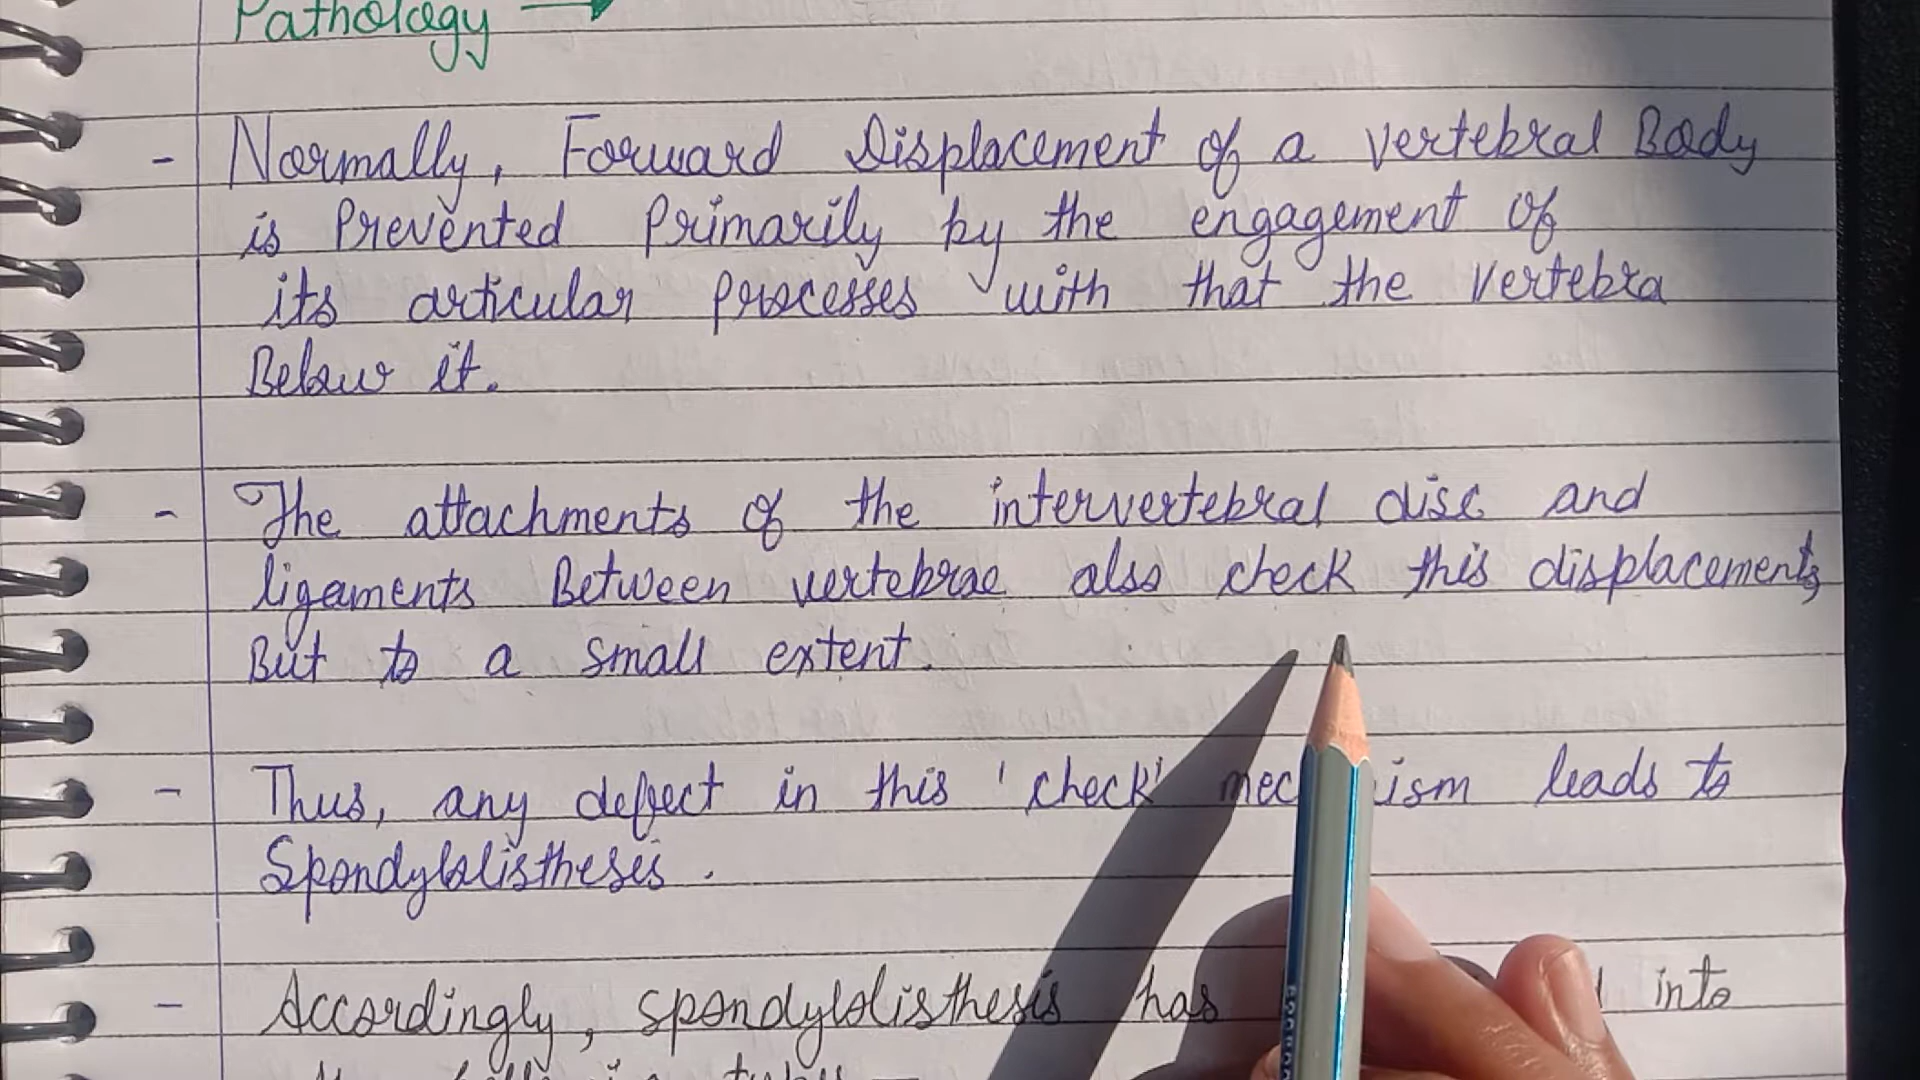 Pathology →
- Normally, Forward Displacement of a vertebral Body
is Prevented Primarily by the engagement of
its articular Processes with that the vertebra
Below it.
- The attachments of the intervertebral disc and
ligaments Between vertebrae also check this displacements,
But to a small extent.
- Thus, any defect in this 'check' mec ism leads to
Spondylolistheses.
- Accordingly, spondylolisthesis has into